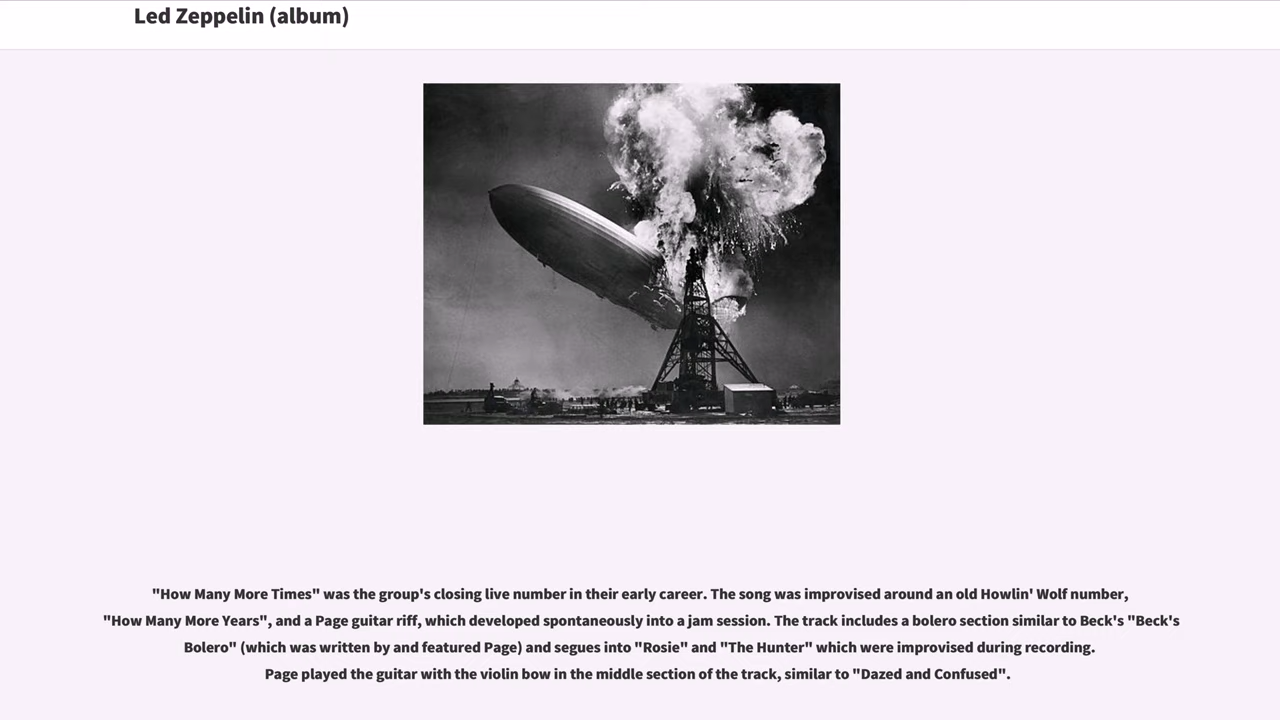 Led Zeppelin (album)
"How Many More Times" was the group's closing live number in their early career. The song was improvised around an old Howlin' Wolf number,
"How Many More Years", and a Page guitar riff, which developed spontaneously into a jam session. The track includes a bolero section similar to Beck's "Beck's
Bolero" (which was written by and featured Page) and segues into "Rosie" and "The Hunter" which were improvised during recording.
Page played the guitar with the violin bow in the middle section of the track, similar to "Dazed and Confused".